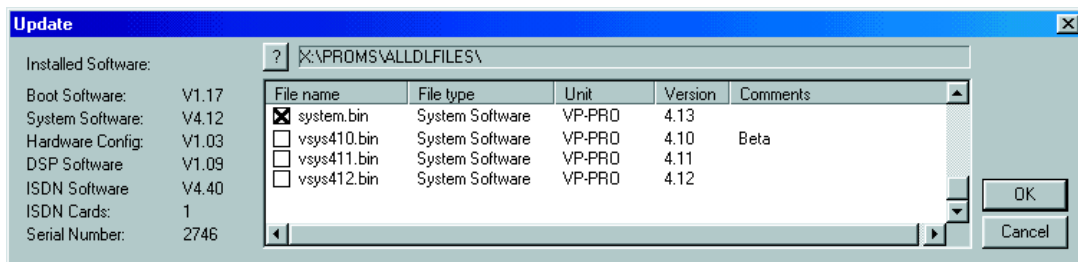 Update
Installed Software:
? X:\PROMS\ALLDLFILES\
Boot Software: V1.17
System Software: V4.12
Hardware Config: V1.03
DSP Software V1.09
ISDN Software V4.40
ISDN Cards: 1
Serial Number: 2746
File name File type Unit Version Comments
system.bin System Software VP-PRO 4.13
vsys410.bin System Software VP-PRO 4.10 Beta
vsys411.bin System Software VP-PRO 4.11
vsys412.bin System Software VP-PRO 4.12
OK
Cancel